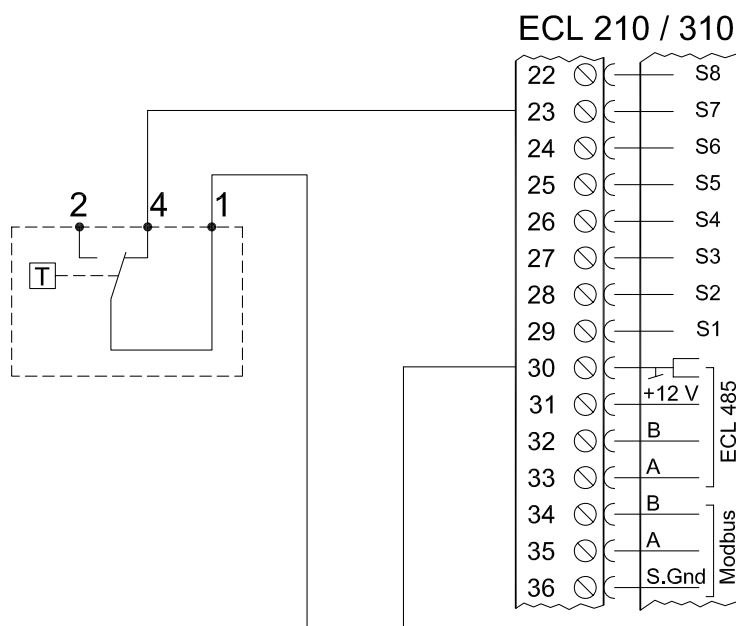 ECL 210 / 310
22 S8
23 S7
24 S6
25 S5
26 S4
27 S3
28 S2
29 S1
30
31 +12 V
32 B
33 A
ECL 485
34 B
35 A
36 S.Gnd
Modbus
2 4 1
T